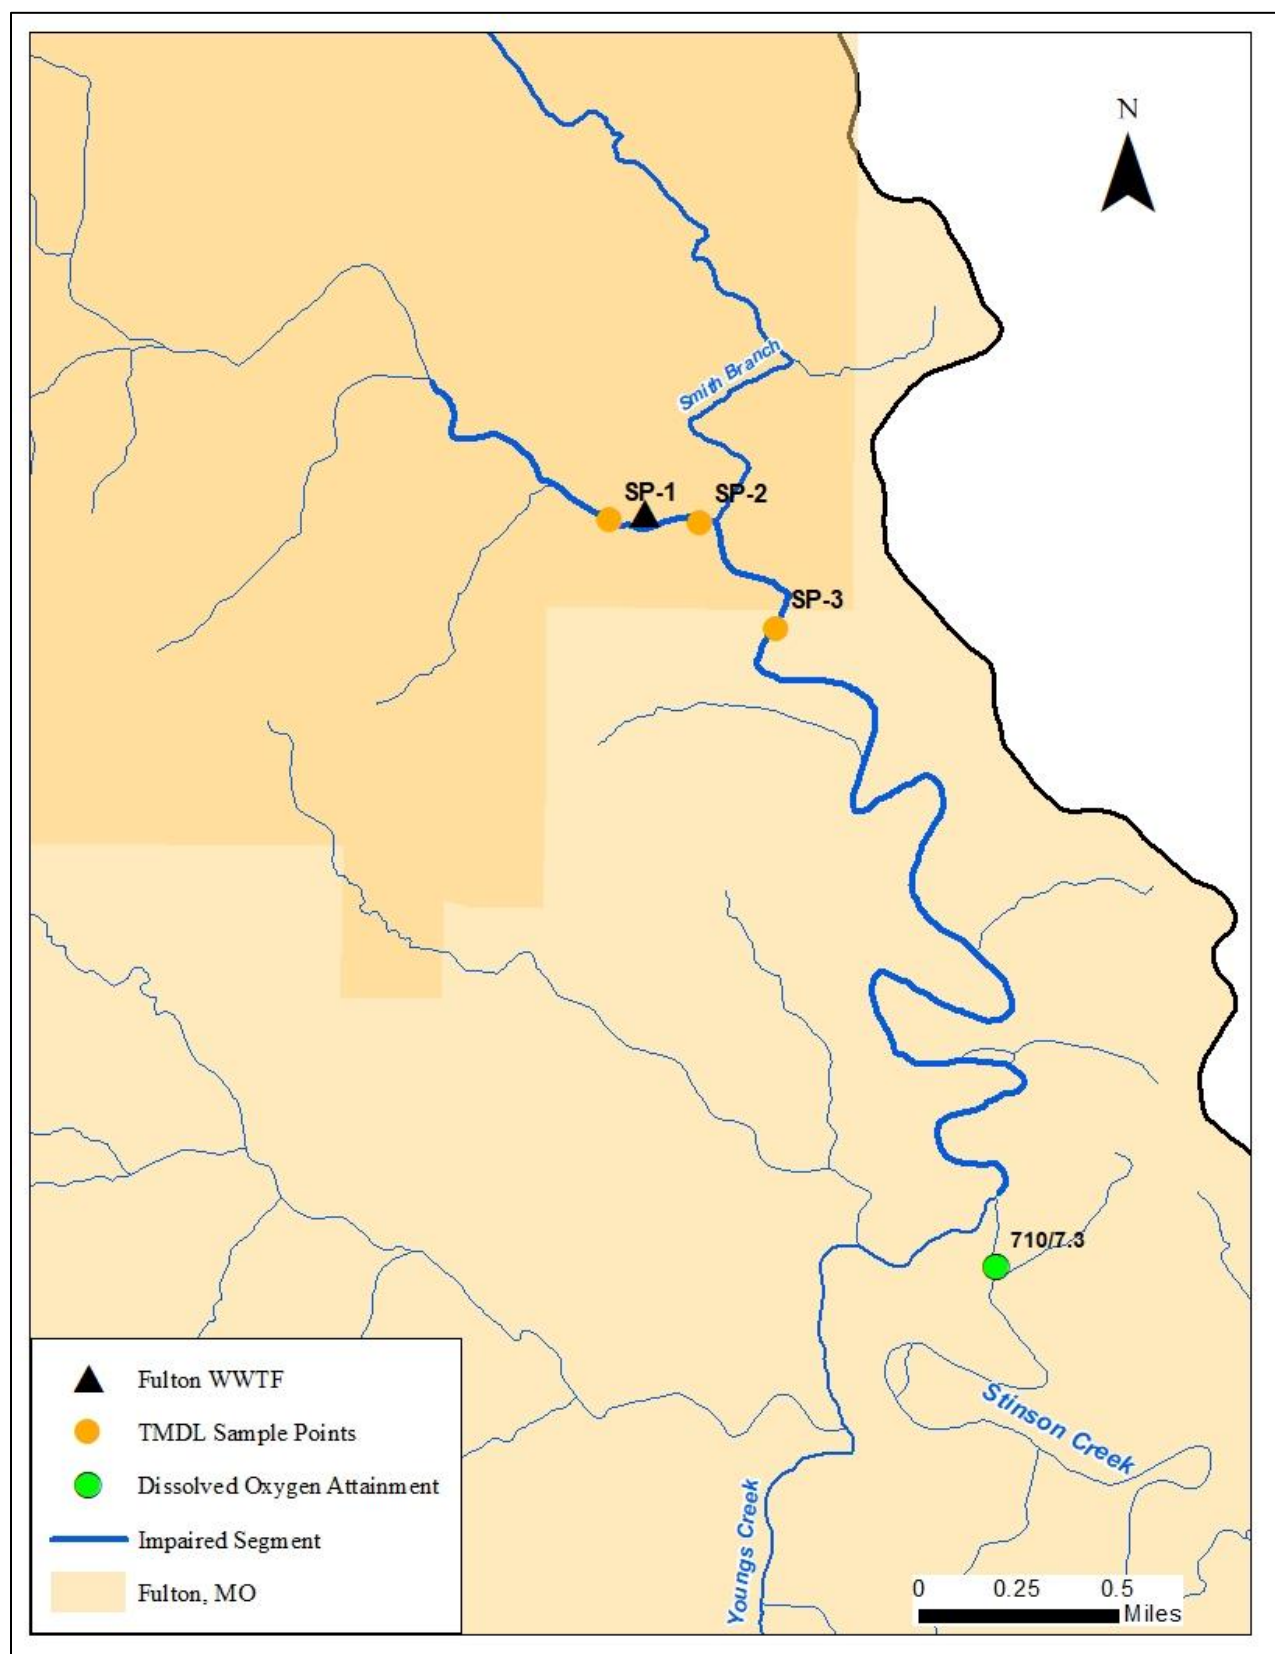 N
Smith Branch
SP-1
SP-2
SP-3
710/7.3
Stinson Creek
Youngs Creek
Fulton WWTF
TMDL Sample Points
Dissolved Oxygen Attainment
Impaired Segment
Fulton, MO
0 0.25 0.5
Miles